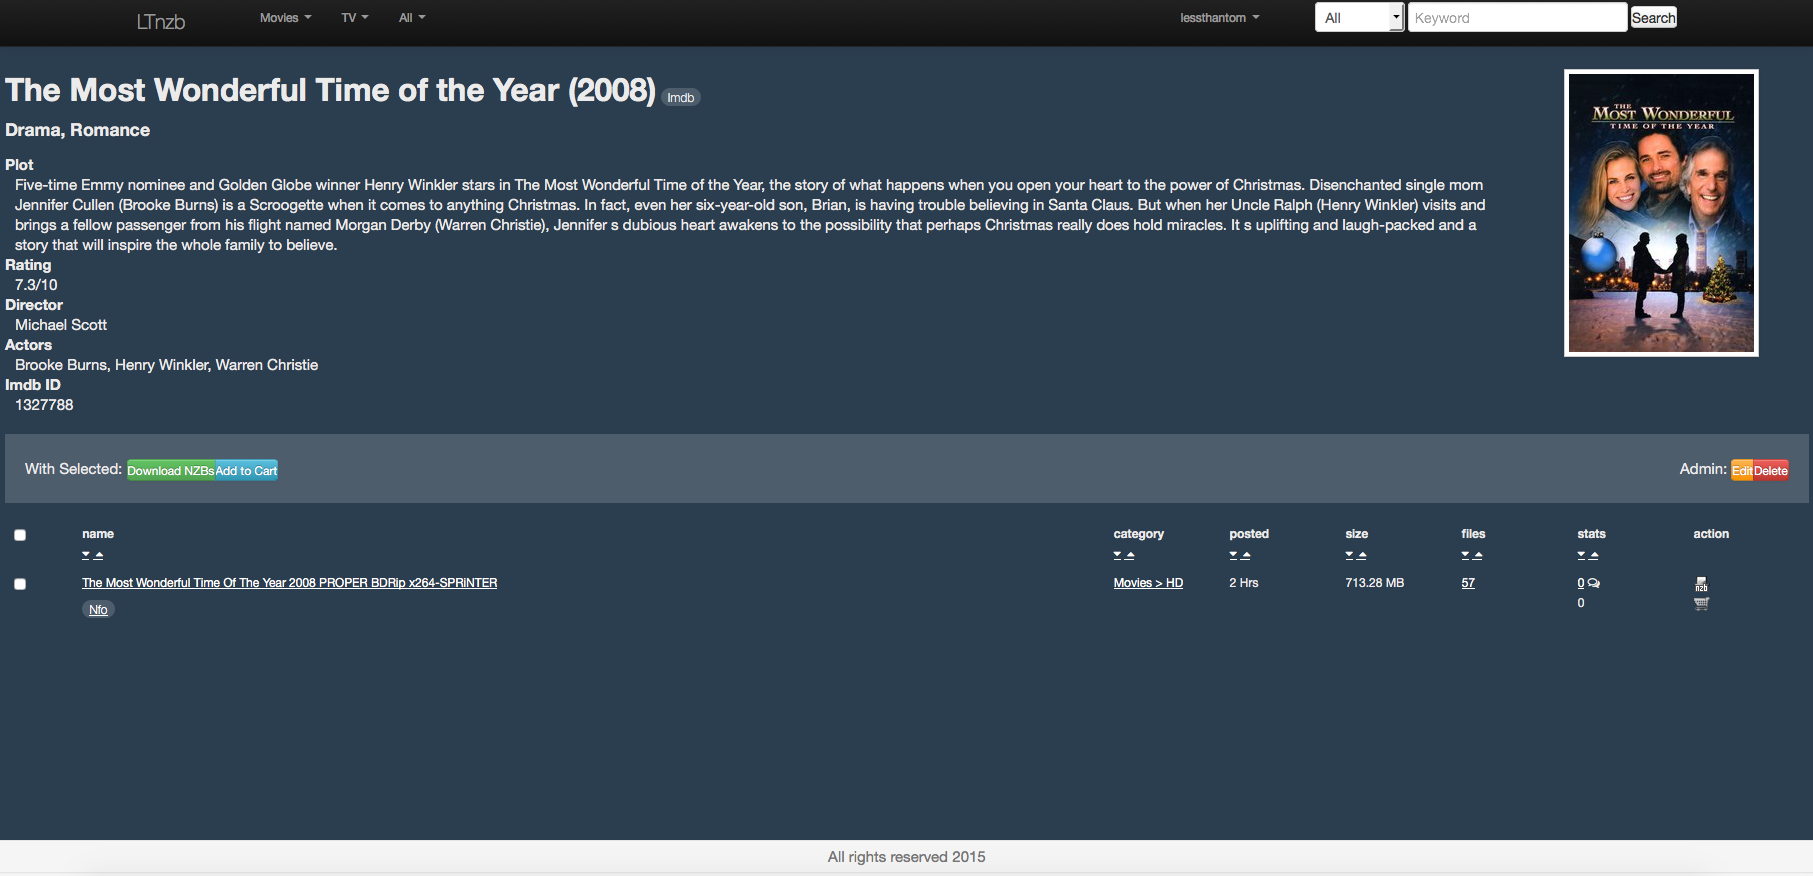 LTnzb
Movies
TV
All
lessthantom
All
Keyword
Search
The Most Wonderful Time of the Year (2008) Imdb
Drama, Romance
Plot
Five-time Emmy nominee and Golden Globe winner Henry Winkler stars in The Most Wonderful Time of the Year, the story of what happens when you open your heart to the power of Christmas. Disenchanted single mom
Jennifer Cullen (Brooke Burns) is a Scroogette when it comes to anything Christmas. In fact, even her six-year-old son, Brian, is having trouble believing in Santa Claus. But when her Uncle Ralph (Henry Winkler) visits and
brings a fellow passenger from his flight named Morgan Derby (Warren Christie), Jennifer s dubious heart awakens to the possibility that perhaps Christmas really does hold miracles. It s uplifting and laugh-packed and a
story that will inspire the whole family to believe.
Rating
7.3/10
Director
Michael Scott
Actors
Brooke Burns, Henry Winkler, Warren Christie
Imdb ID
1327788
THE
MOST WONDERFUL
TIME OF THE YEAR
With Selected: Download NZBs Add to Cart
Admin: Edit Delete
name category posted size files stats action
The Most Wonderful Time Of The Year 2008 PROPER BDRip x264-SPRiNTER Movies > HD 2 Hrs 713.28 MB 57 0 nzb
Nfo 0
All rights reserved 2015